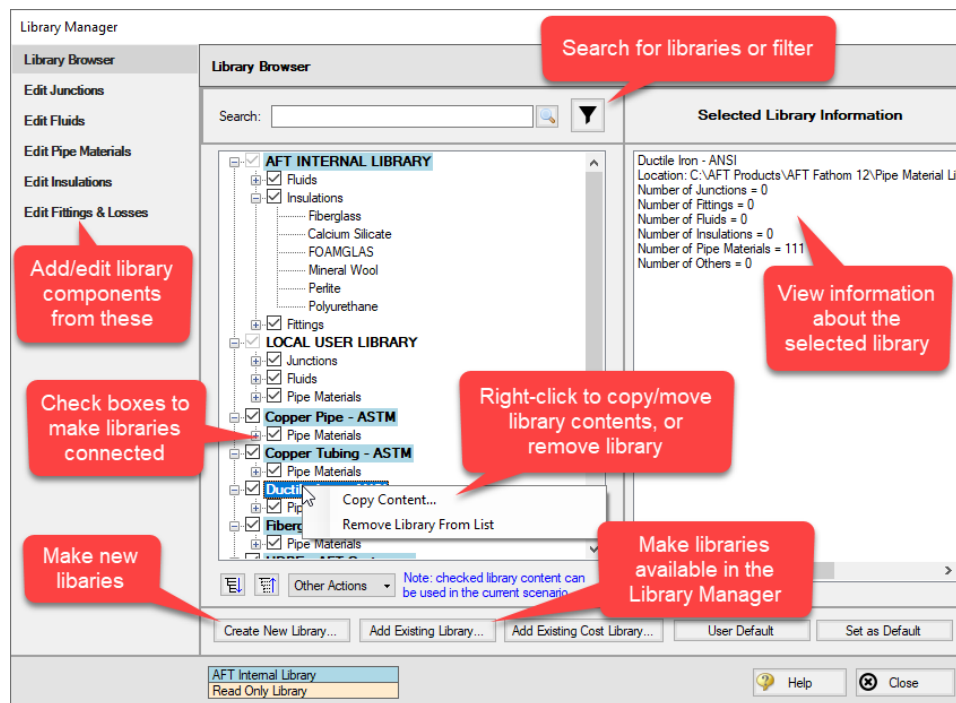 Library Manager
Search for libraries or filter
Library Browser
Edit Junctions
Edit Fluids
Edit Pipe Materials
Edit Insulations
Edit Fittings & Losses
Add/edit library
components
from these
Library Browser
Search:
Selected Library Information
AFT INTERNAL LIBRARY
Fluids
Insulations
Fiberglass
Calcium Silicate
FOAMGLAS
Mineral Wool
Perlite
Polyurethane
Fittings
LOCAL USER LIBRARY
Junctions
Fluids
Pipe Materials
Copper Pipe - ASTM
Pipe Materials
Copper Tubing - ASTM
Pipe Materials
Ducti
Pip
Fiberg
Pipe Materials
Ductile Iron - ANSI
Location: C:\AFT Products\AFT Fathom 12\Pipe Material Li
Number of Junctions = 0
Number of Fittings = 0
Number of Fluids = 0
Number of Insulations = 0
Number of Pipe Materials = 111
Number of Others = 0
View information
about the
selected library
Check boxes to
make libraries
connected
Right-click to copy/move
library contents, or
remove library
Copy Content...
Remove Library From List
Make new
libaries
Make libraries
available in the
Library Manager
Other Actions
Note: checked library content can
be used in the current scenario
Create New Library...
Add Existing Library...
Add Existing Cost Library...
User Default
Set as Default
AFT Internal Library
Read Only Library
Help
Close